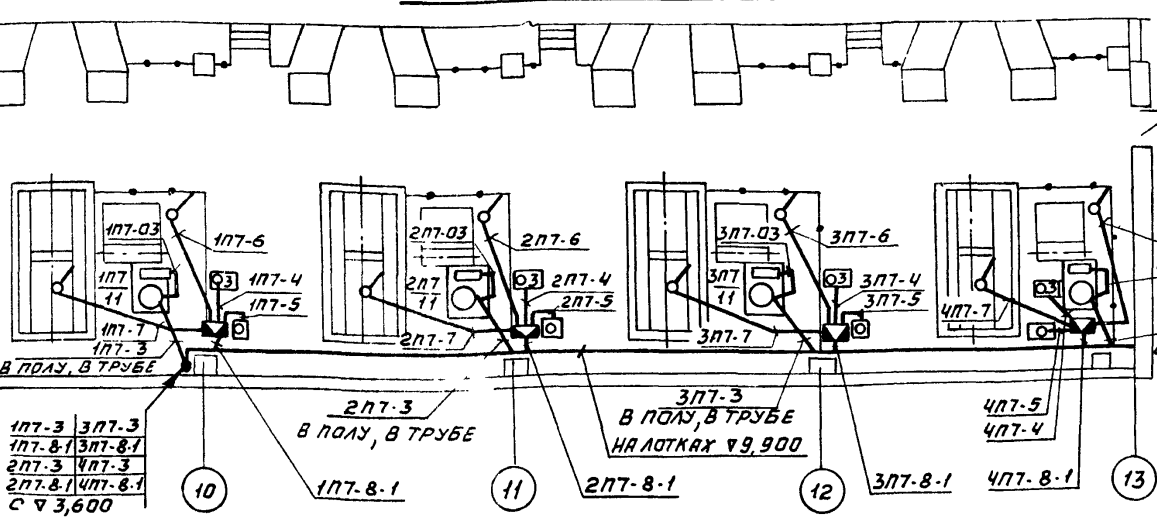 1П7-03
1П7-6
1П7
11
3
1П7-4
1П7-5
1П7-7
1П7-3
В ПОЛУ, В ТРУБЕ
2П7-03
2П7-6
2П7
11
3
2П7-4
2П7-5
2П7-7
3П7-03
3П7-6
3П7
11
3
3П7-4
3П7-5
3П7-7
4П7-7
3
2П7-3
В ПОЛУ, В ТРУБЕ
3П7-3
В ПОЛУ, В ТРУБЕ
НА ЛОТКАХ ▽9,900
4П7-5
4П7-4
1П7-3 3П7-3
1П7-8-1 3П7-8-1
2П7-3 4П7-3
2П7-8-1 4П7-8-1
С ▽ 3,600
10
1П7-8-1
11
2П7-8-1
12
3П7-8-1
4П7-8-1
13